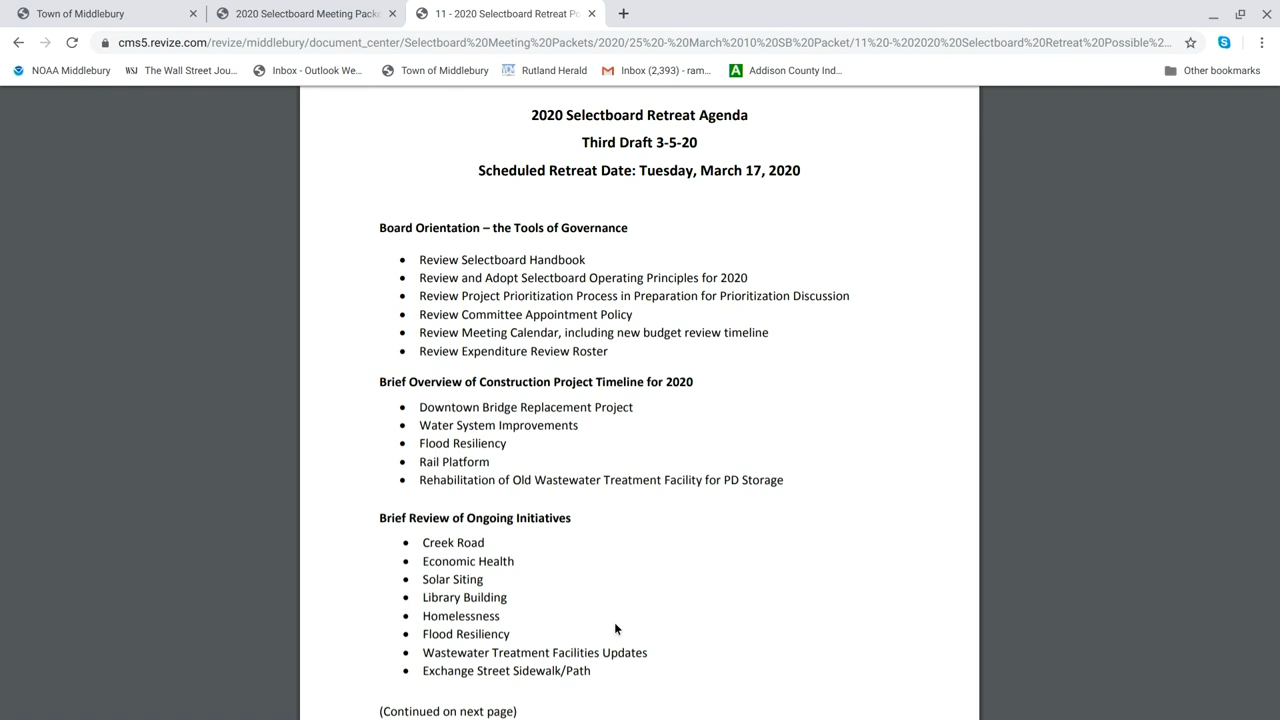 Town of Middlebury
2020 Selectboard Meeting Packe
11 - 2020 Selectboard Retreat Po
cms5.revize.com/revize/middlebury/document_center/Selectboard%20Meeting%20Packets/2020/25%20-%20March%2010%20SB%20Packet/11%20-%202020%20Selectboard%20Retreat%20Possible%2...
NOAA Middlebury
WSJ The Wall Street Jou...
Inbox - Outlook We...
Town of Middlebury
Rutland Herald
Inbox (2,393) - ram...
A Addison County Ind...
Other bookmarks
2020 Selectboard Retreat Agenda
Third Draft 3-5-20
Scheduled Retreat Date: Tuesday, March 17, 2020
Board Orientation – the Tools of Governance
• Review Selectboard Handbook
• Review and Adopt Selectboard Operating Principles for 2020
• Review Project Prioritization Process in Preparation for Prioritization Discussion
• Review Committee Appointment Policy
• Review Meeting Calendar, including new budget review timeline
• Review Expenditure Review Roster
Brief Overview of Construction Project Timeline for 2020
• Downtown Bridge Replacement Project
• Water System Improvements
• Flood Resiliency
• Rail Platform
• Rehabilitation of Old Wastewater Treatment Facility for PD Storage
Brief Review of Ongoing Initiatives
• Creek Road
• Economic Health
• Solar Siting
• Library Building
• Homelessness
• Flood Resiliency
• Wastewater Treatment Facilities Updates
• Exchange Street Sidewalk/Path
(Continued on next page)